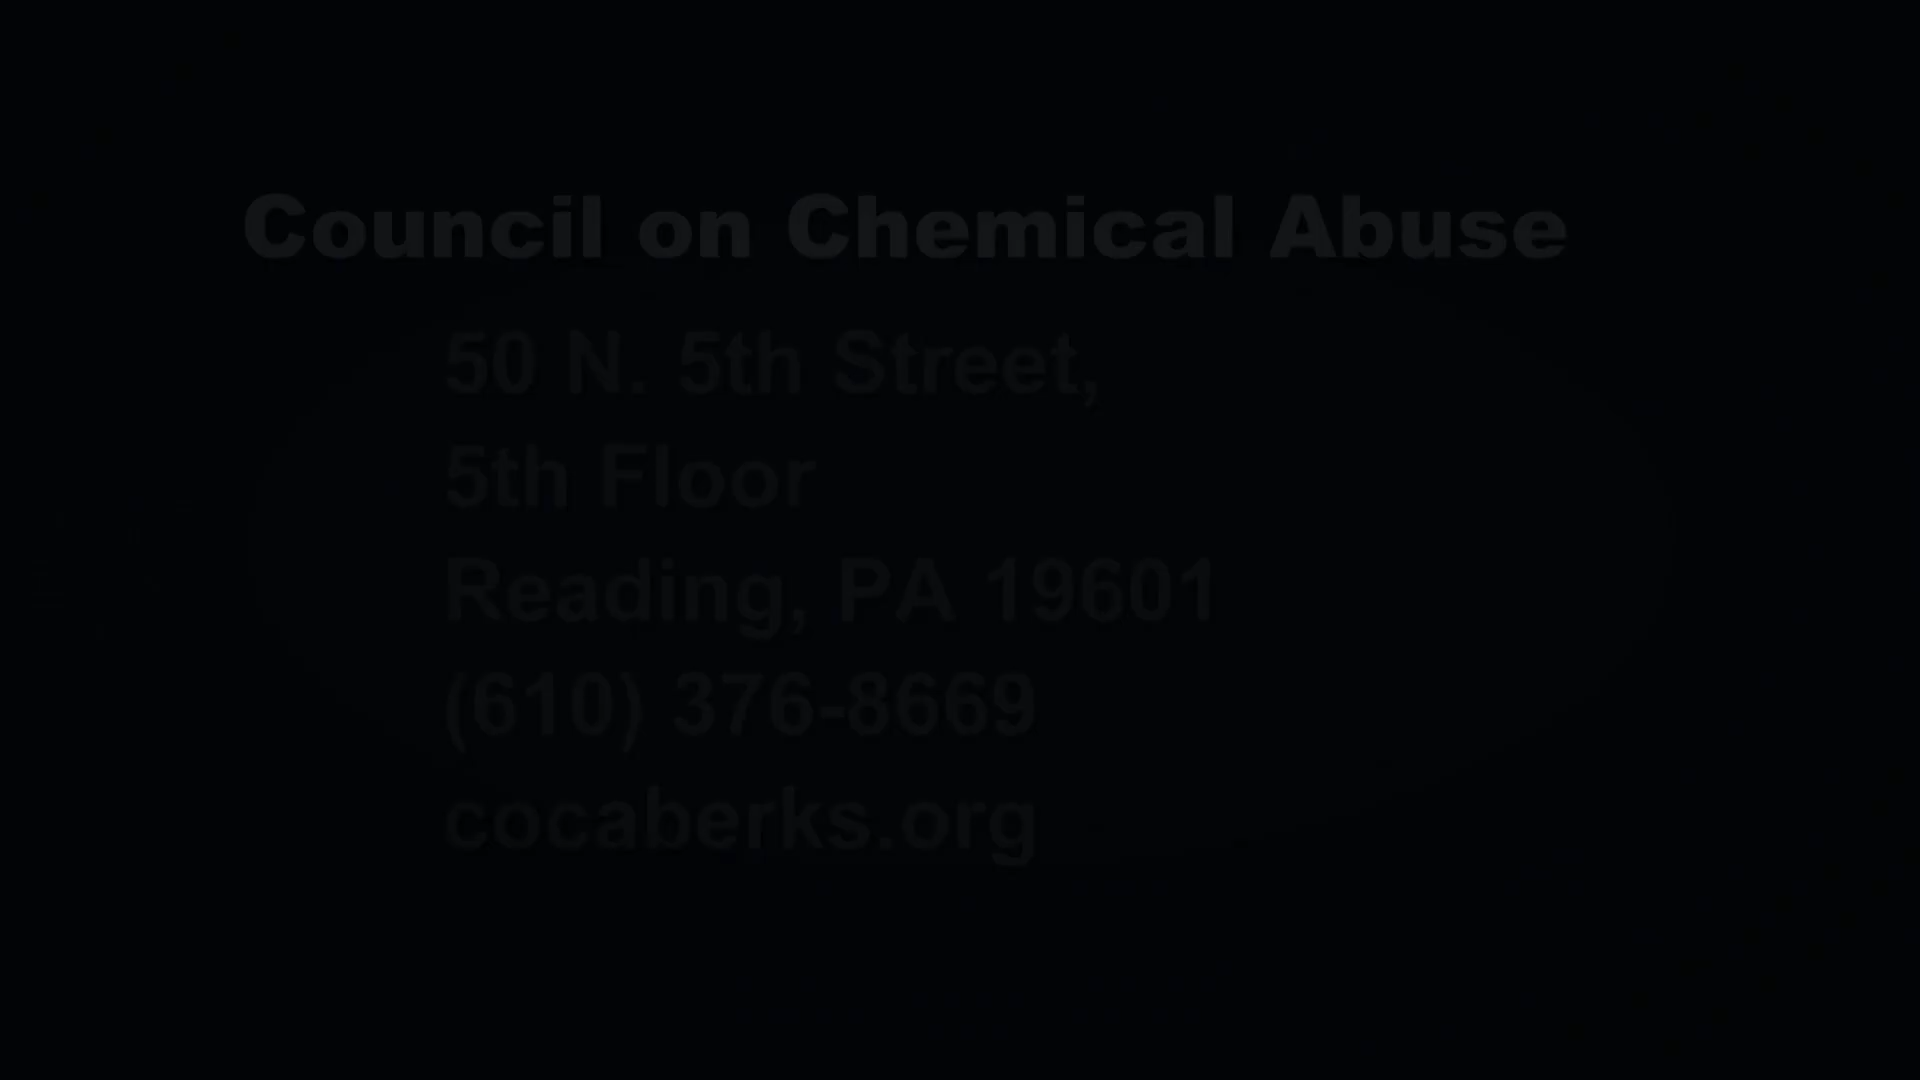 Council on Chemical Abuse
50 N. 5th Street,
5th Floor
Reading, PA 19601
(610) 376-8669
cocaberks.org